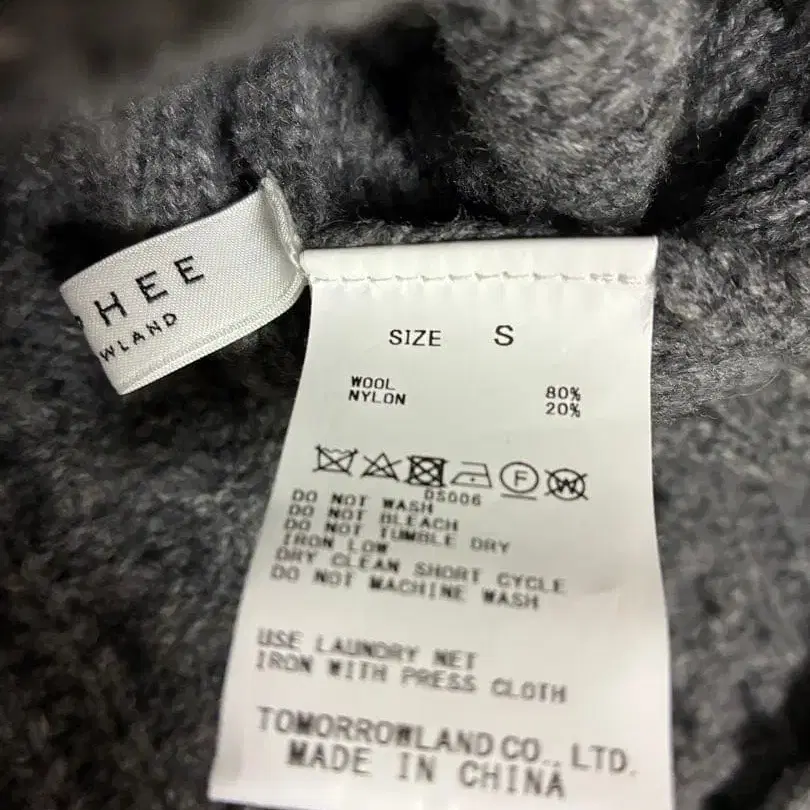 HEE
WLAND
SIZE S
WOOL 80%
NYLON 20%
F W
DS006
DO NOT WASH
DO NOT BLEACH
DO NOT TUMBLE DRY
IRON LOW
DRY CLEAN SHORT CYCLE
DO NOT MACHINE WASH
USE LAUNDRY NET
IRON WITH PRESS CLOTH
TOMORROWLAND CO., LTD.
MADE IN CHINA